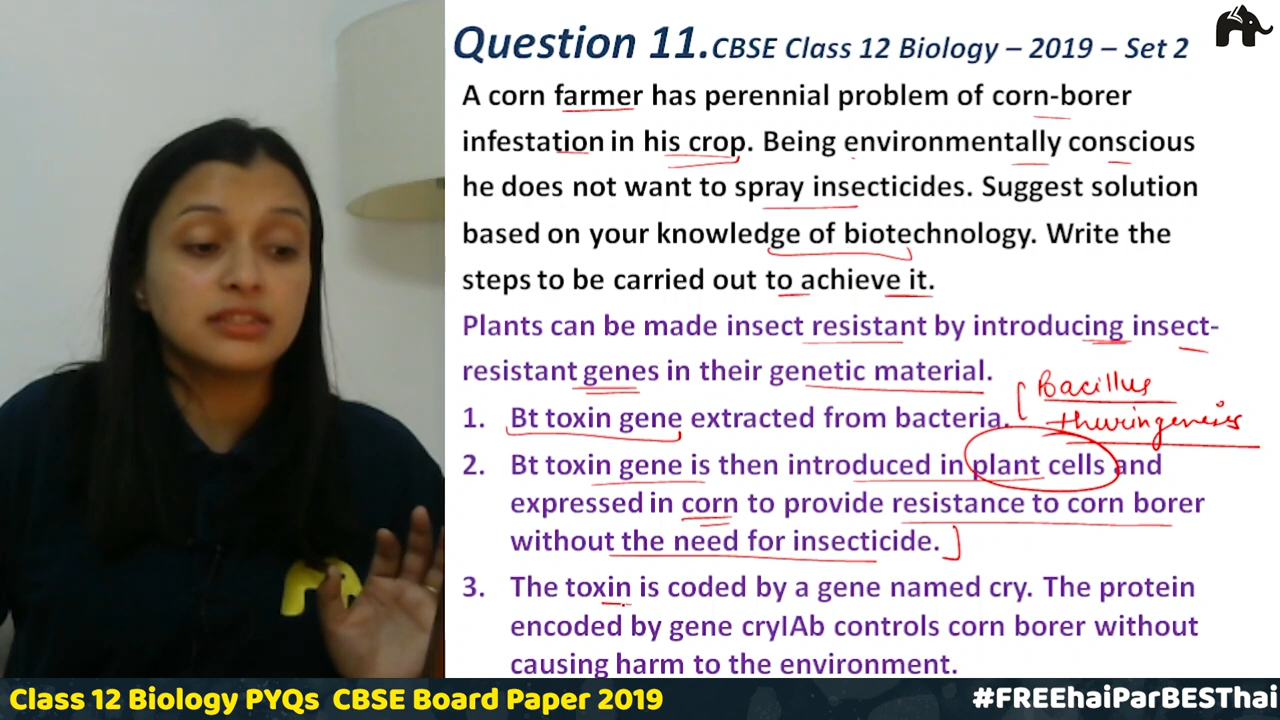 Question 11.CBSE Class 12 Biology – 2019 – Set 2
A corn farmer has perennial problem of corn-borer
infestation in his crop. Being environmentally conscious
he does not want to spray insecticides. Suggest solution
based on your knowledge of biotechnology. Write the
steps to be carried out to achieve it.
Plants can be made insect resistant by introducing insect-
resistant genes in their genetic material.
Bacillus
1. Bt toxin gene extracted from bacteria.
thuringenesis
2. Bt toxin gene is then introduced in plant cells and
expressed in corn to provide resistance to corn borer
without the need for insecticide.
3. The toxin is coded by a gene named cry. The protein
encoded by gene cryIAb controls corn borer without
causing harm to the environment.
Class 12 Biology PYQs CBSE Board Paper 2019
#FREEhaiParBESThai